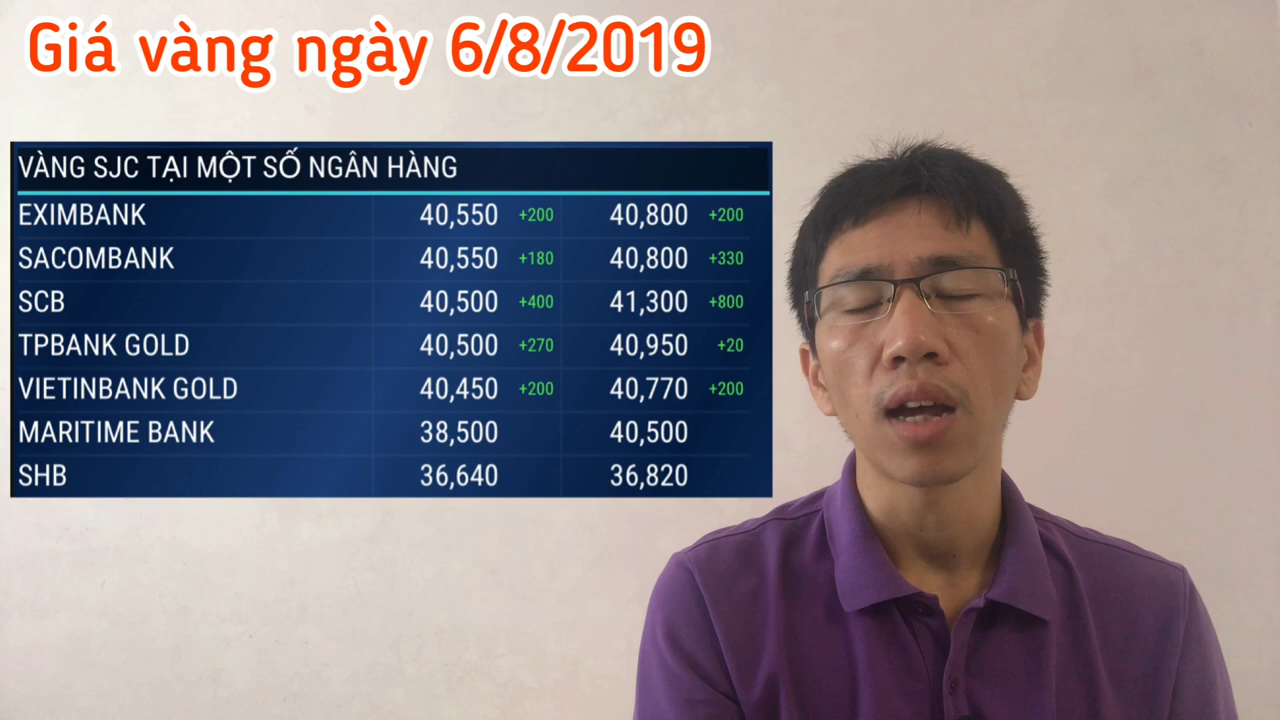 Giá vàng ngày 6/8/2019
VÀNG SJC TẠI MỘT SỐ NGÂN HÀNG
EXIMBANK 40,550 +200 40,800 +200
SACOMBANK 40,550 +180 40,800 +330
SCB 40,500 +400 41,300 +800
TPBANK GOLD 40,500 +270 40,950 +20
VIETINBANK GOLD 40,450 +200 40,770 +200
MARITIME BANK 38,500 40,500
SHB 36,640 36,820